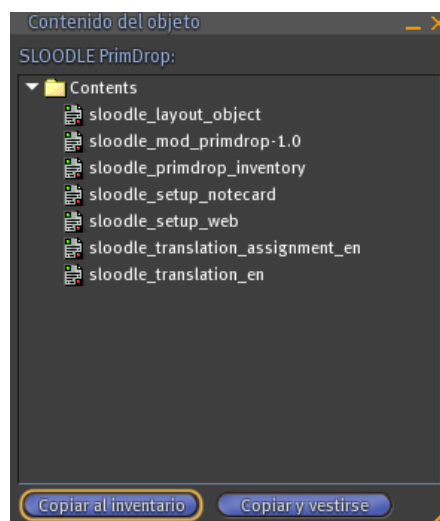 Contenido del objeto
SLOODLE PrimDrop:
Contents
sloodle_layout_object
sloodle_mod_primdrop-1.0
sloodle_primdrop_inventory
sloodle_setup_notecard
sloodle_setup_web
sloodle_translation_assignment_en
sloodle_translation_en
Copiar al inventario Copiar y vestirse